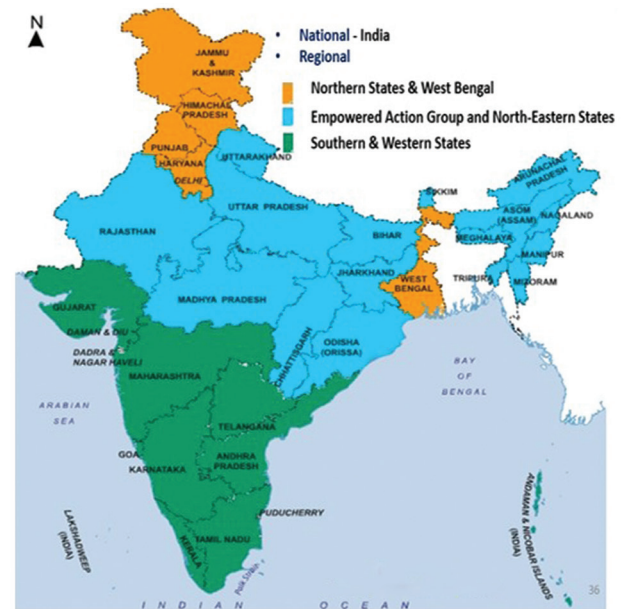 N
• National - India
• Regional
Northern States & West Bengal
Empowered Action Group and North-Eastern States
Southern & Western States
JAMMU
&
KASHMIR
HIMACHAL
PRADESH
PUNJAB
HARYANA
DELHI
UTTARAKHAND
RAJASTHAN
UTTAR PRADESH
BIHAR
SIKKIM
ARUNACHAL
PRADESH
ASOM
(ASSAM)
NAGALAND
MEGHALAYA
MANIPUR
TRIPURA
MIZORAM
JHARKHAND
WEST
BENGAL
MADHYA PRADESH
GUJARAT
DAMAN & DIU
DADRA &
NAGAR HAVELI
CHHATTISGARH
ODISHA
(ORISSA)
MAHARASHTRA
BAY
OF
BENGAL
ARABIAN
SEA
TELANGANA
GOA
KARNATAKA
ANDHRA
PRADESH
PUDUCHERRY
LAKSHADWEEP
(INDIA)
KERALA
TAMIL NADU
Palk Strait
ANDAMAN & NICOBAR ISLANDS
(INDIA)
36
INDIAN OCEAN